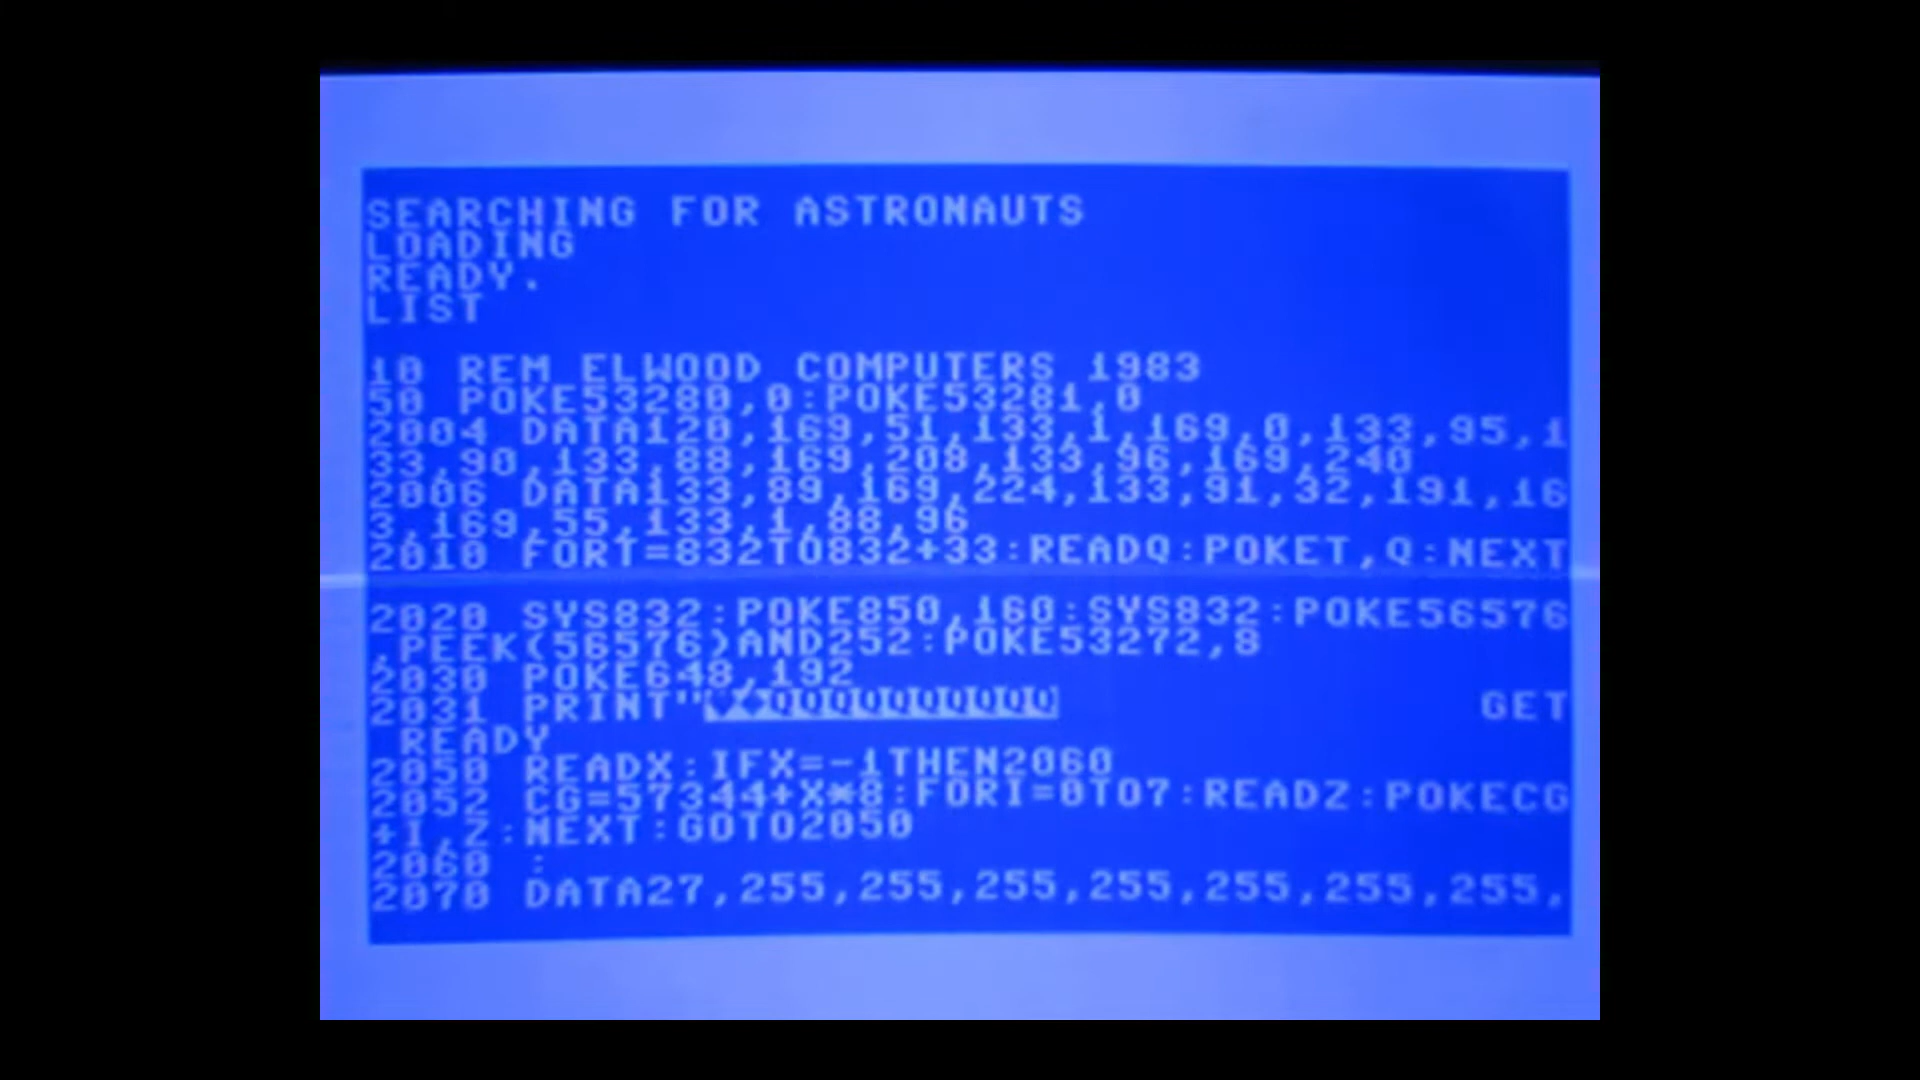 SEARCHING FOR ASTRONAUTS
LOADING
READY.
LIST
10 REM ELWOOD COMPUTERS 1983
50 POKE53280,0:POKE53281,0
2004 DATA120,169,51,133,1,169,0,133,95,1
33,90,133,88,169,208,133,96,169,240
2006 DATA133,89,169,224,133,91,32,191,16
3,169,55,133,1,88,96
2010 FORT=832TO832+33:READQ:POKET,Q:NEXT
2020 SYS832:POKE850,160:SYS832:POKE56576
,PEEK(56576)AND252:POKE53272,8
2030 POKE648,192
2031 PRINT"♥QQQQQQQQQQ GET
READY
2050 READX:IFX=-1THEN2060
2052 CG=57344+X*8:FORI=0TO7:READZ:POKECG
+I,Z:NEXT:GOTO2050
2060 :
2070 DATA27,255,255,255,255,255,255,255,